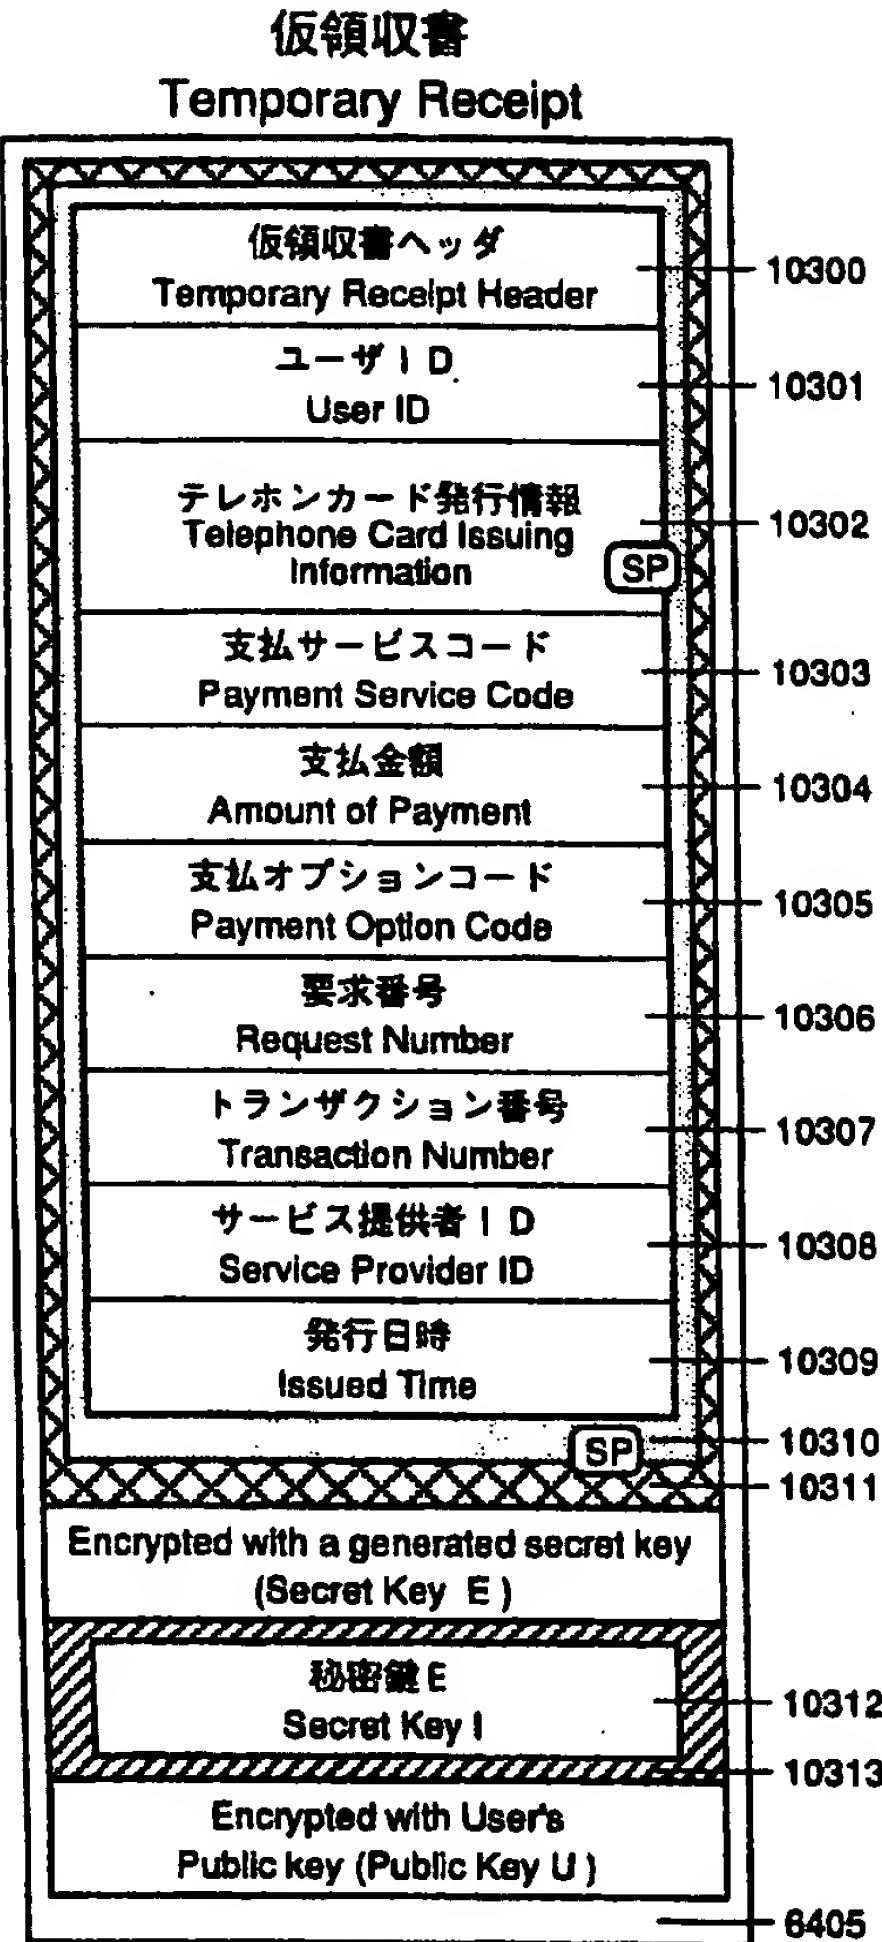 仮領収書
Temporary Receipt
仮領収書ヘッダ
Temporary Receipt Header
10300
ユーザID
User ID
10301
テレホンカード発行情報
Telephone Card Issuing
Information
10302
SP
支払サービスコード
Payment Service Code
10303
支払金額
Amount of Payment
10304
支払オプションコード
Payment Option Code
10305
要求番号
Request Number
10306
トランザクション番号
Transaction Number
10307
サービス提供者ID
Service Provider ID
10308
発行日時
Issued Time
10309
SP
10310
10311
Encrypted with a generated secret key
(Secret Key E )
秘密鍵E
Secret Key I
10312
10313
Encrypted with User's
Public key (Public Key U )
6405